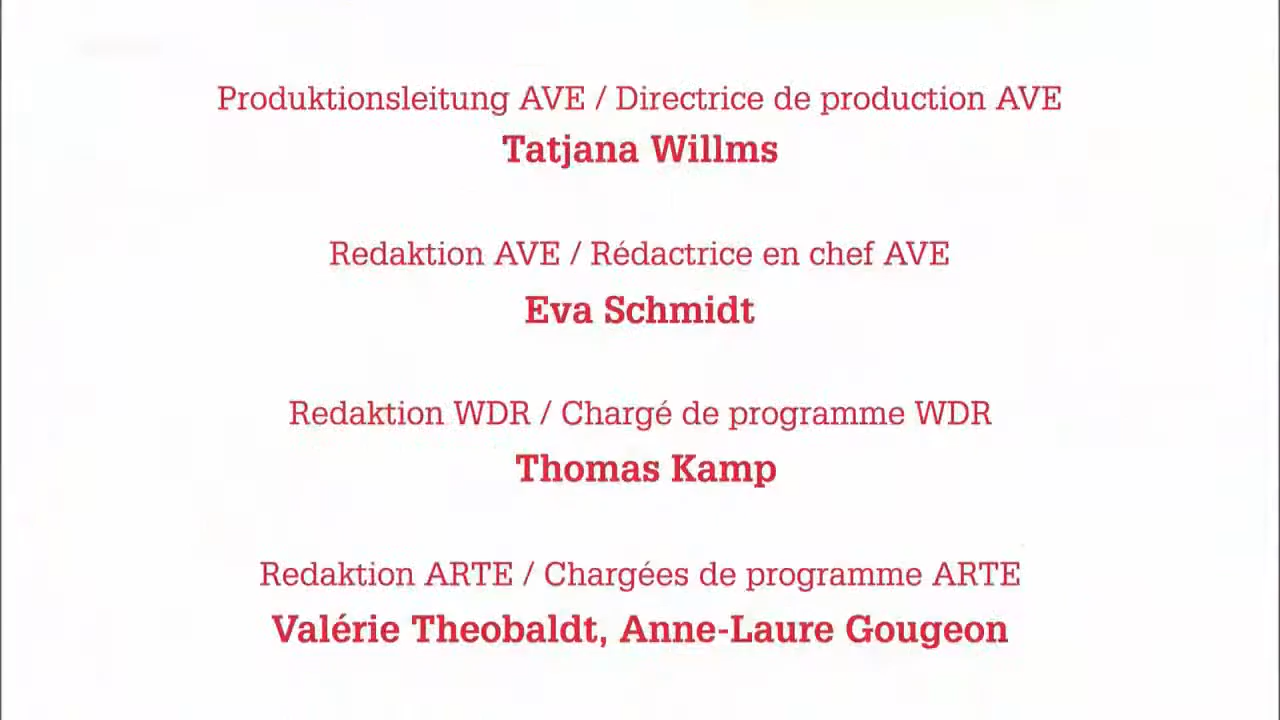 Produktionsleitung AVE / Directrice de production AVE
Tatjana Willms
Redaktion AVE / Rédactrice en chef AVE
Eva Schmidt
Redaktion WDR / Chargé de programme WDR
Thomas Kamp
Redaktion ARTE / Chargées de programme ARTE
Valérie Theobaldt, Anne-Laure Gougeon